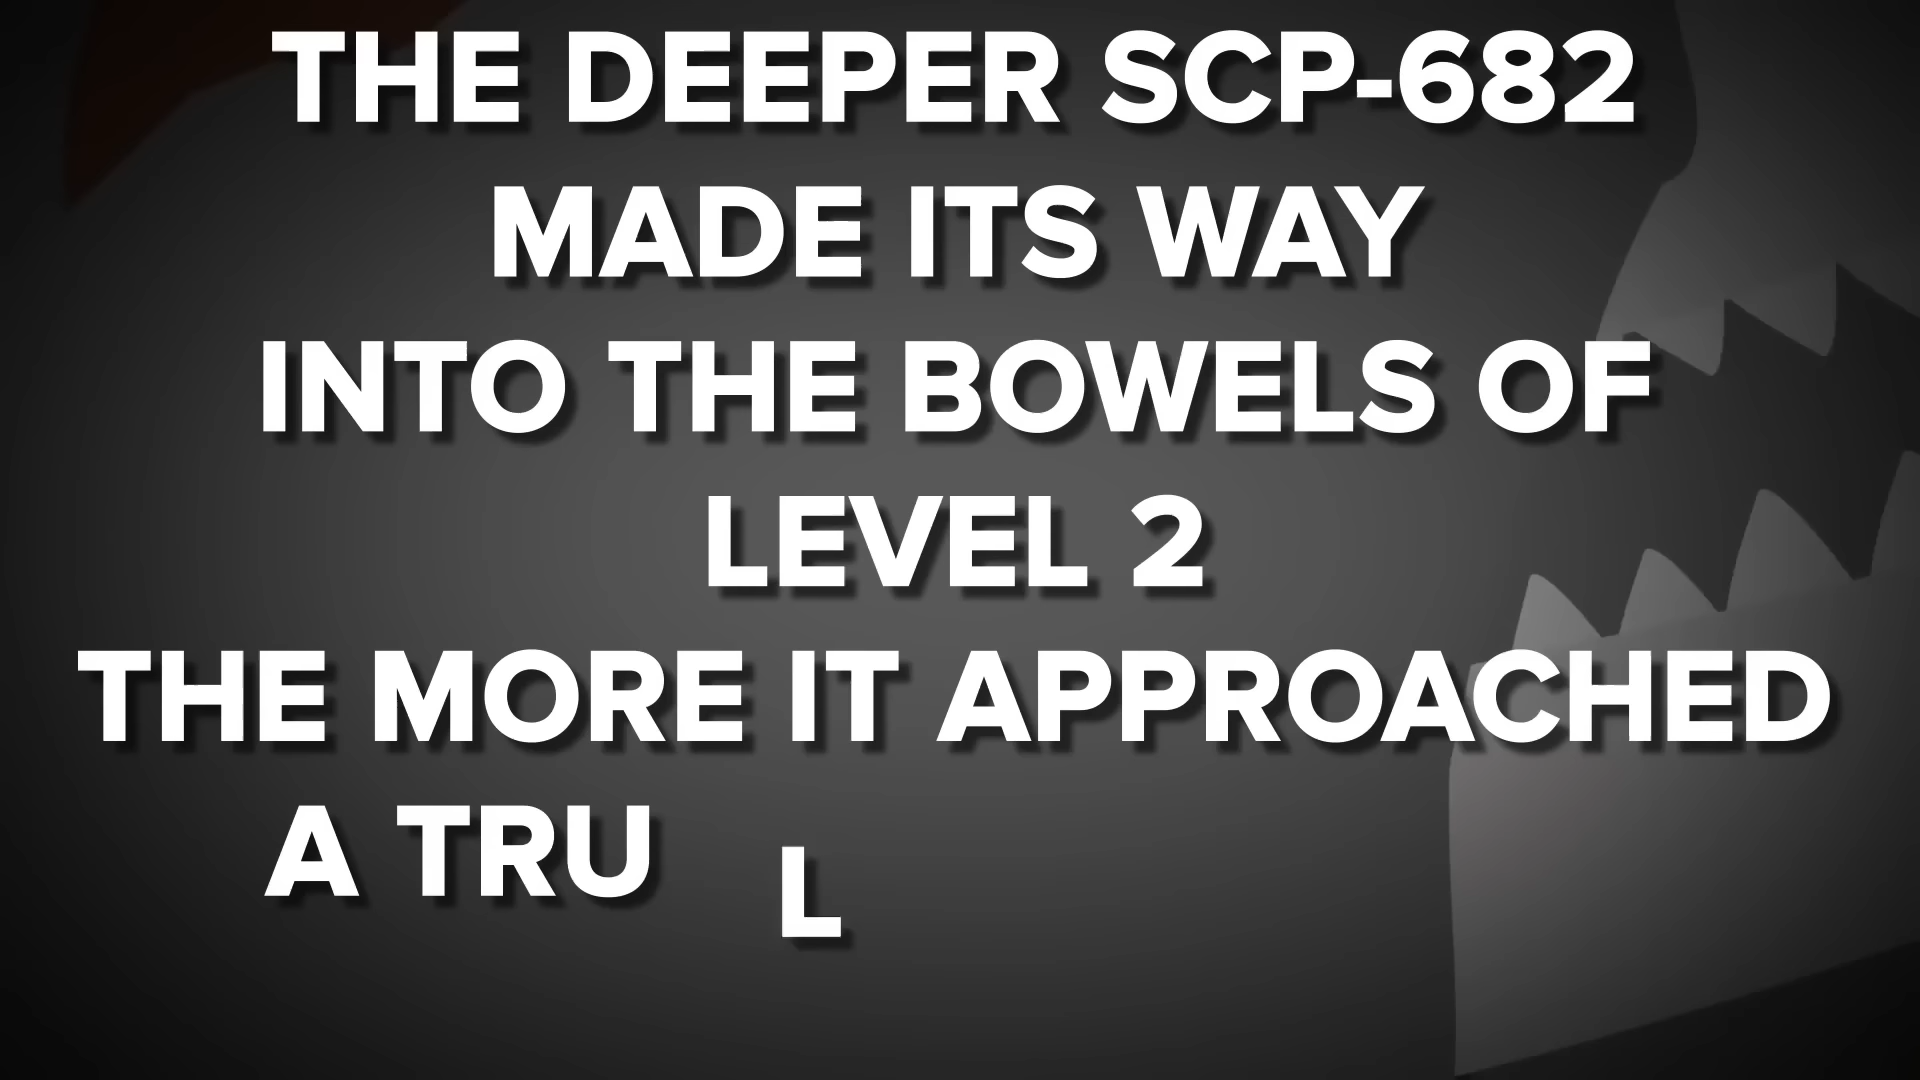 THE DEEPER SCP-682
MADE ITS WAY
INTO THE BOWELS OF
LEVEL 2
THE MORE IT APPROACHED
A TRU L